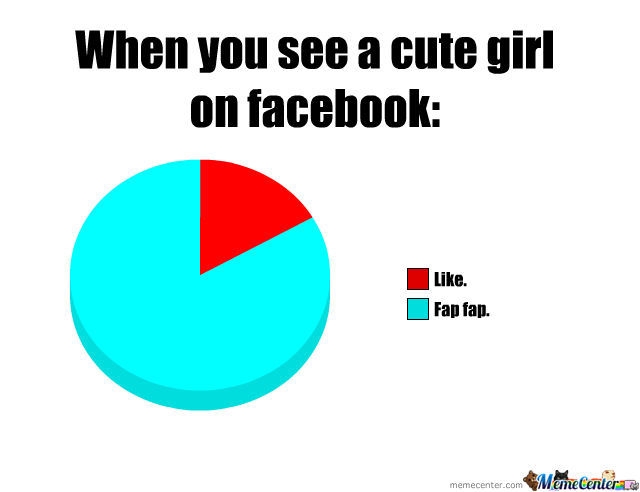 When you see a cute girl
on facebook:
Like.
Fap fap.
memecenter.com MemeCenter